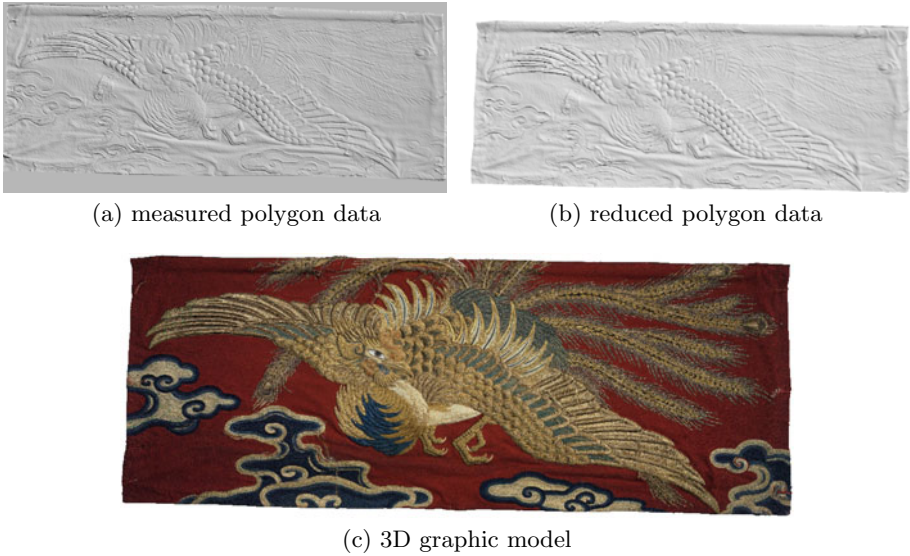 (a) measured polygon data
(b) reduced polygon data
(c) 3D graphic model